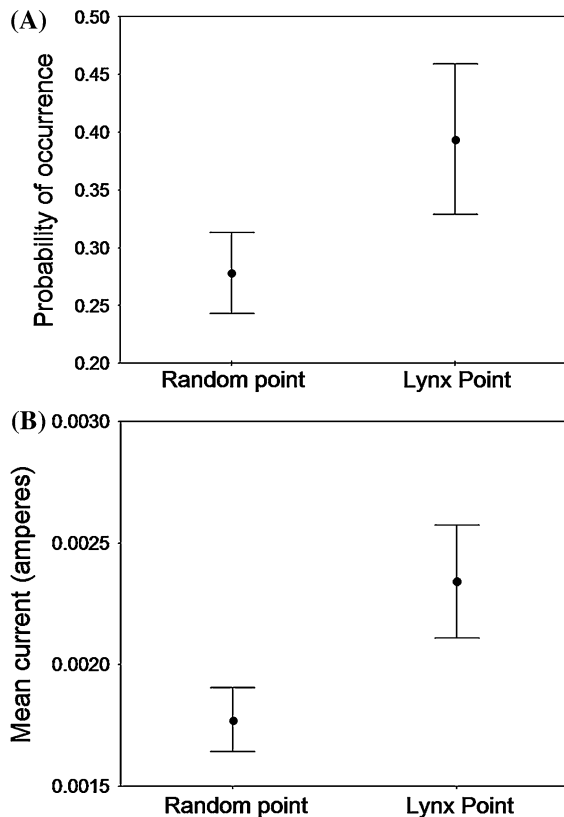 (A)
Probability of occurrence
0.50
0.45
0.40
0.35
0.30
0.25
0.20
Random point
Lynx Point
(B)
Mean current (amperes)
0.0030
0.0025
0.0020
0.0015
Random point
Lynx Point